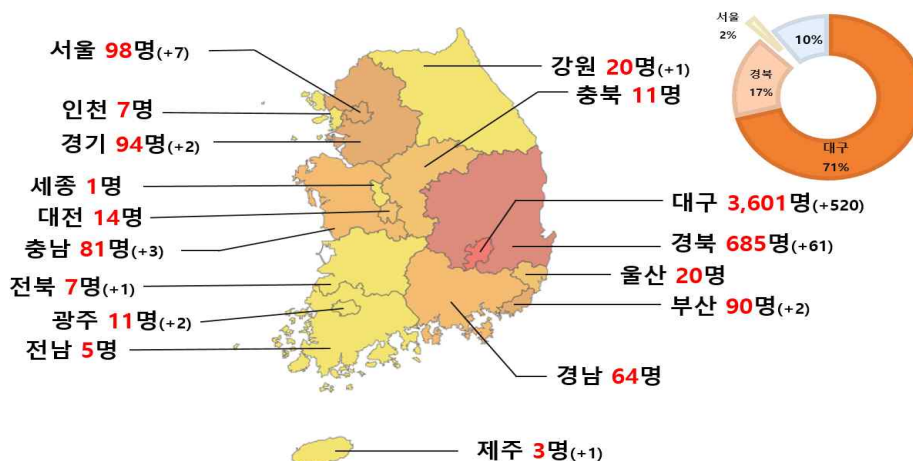 서울 98명(+7)
인천 7명
경기 94명(+2)
세종 1명
대전 14명
충남 81명(+3)
전북 7명(+1)
광주 11명(+2)
전남 5명
강원 20명(+1)
충북 11명
대구 3,601명(+520)
경북 685명(+61)
울산 20명
부산 90명(+2)
경남 64명
제주 3명(+1)
서울
2%
10%
경북
17%
대구
71%